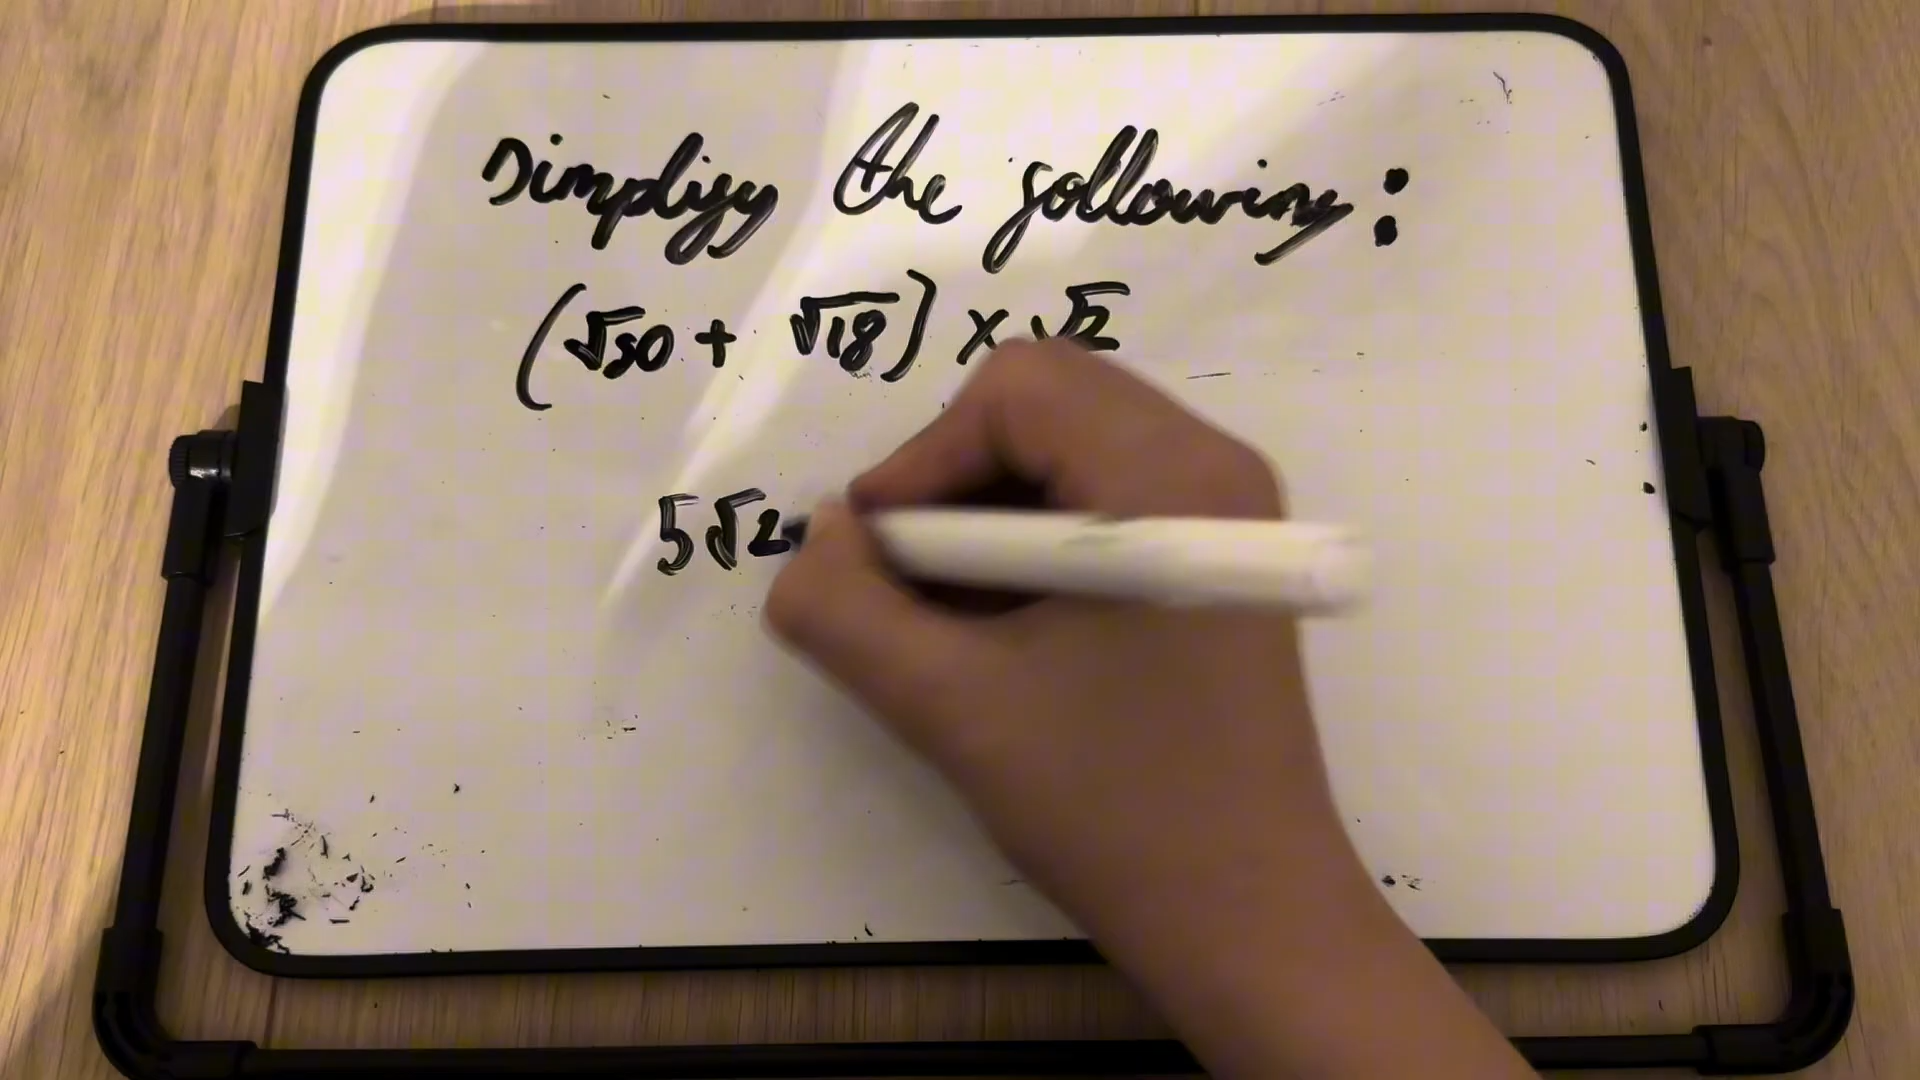 Simplify the following:
(√50 + √18) × √2
5√2